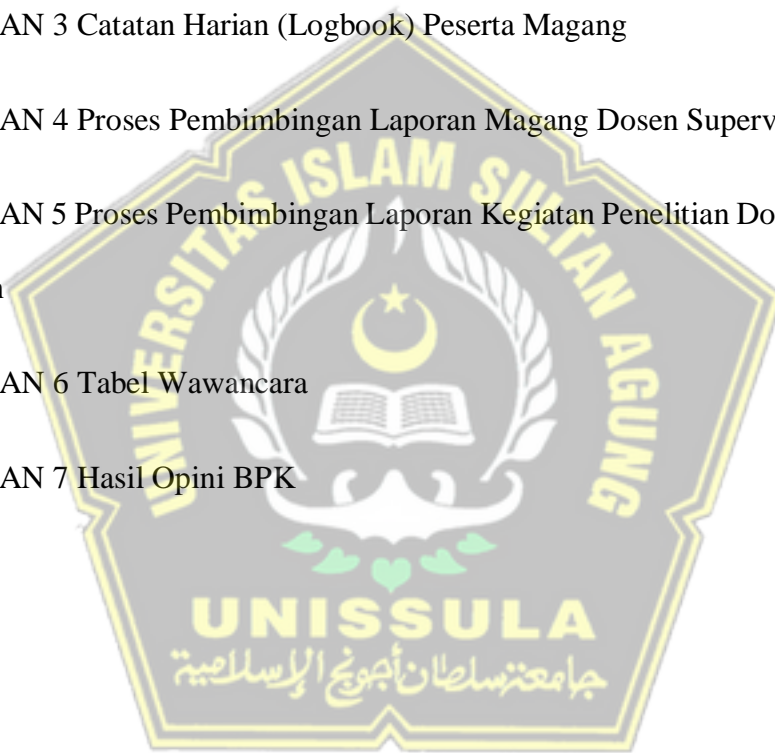 AN 3 Catatan Harian (Logbook) Peserta Magang
AN 4 Proses Pembimbingan Laporan Magang Dosen Superv
AN 5 Proses Pembimbingan Laporan Kegiatan Penelitian Do
AN 6 Tabel Wawancara
AN 7 Hasil Opini BPK
UNIVERSITAS ISLAM SULTAN AGUNG
UNISSULA
جامعة سلطان أجونج الإسلامية